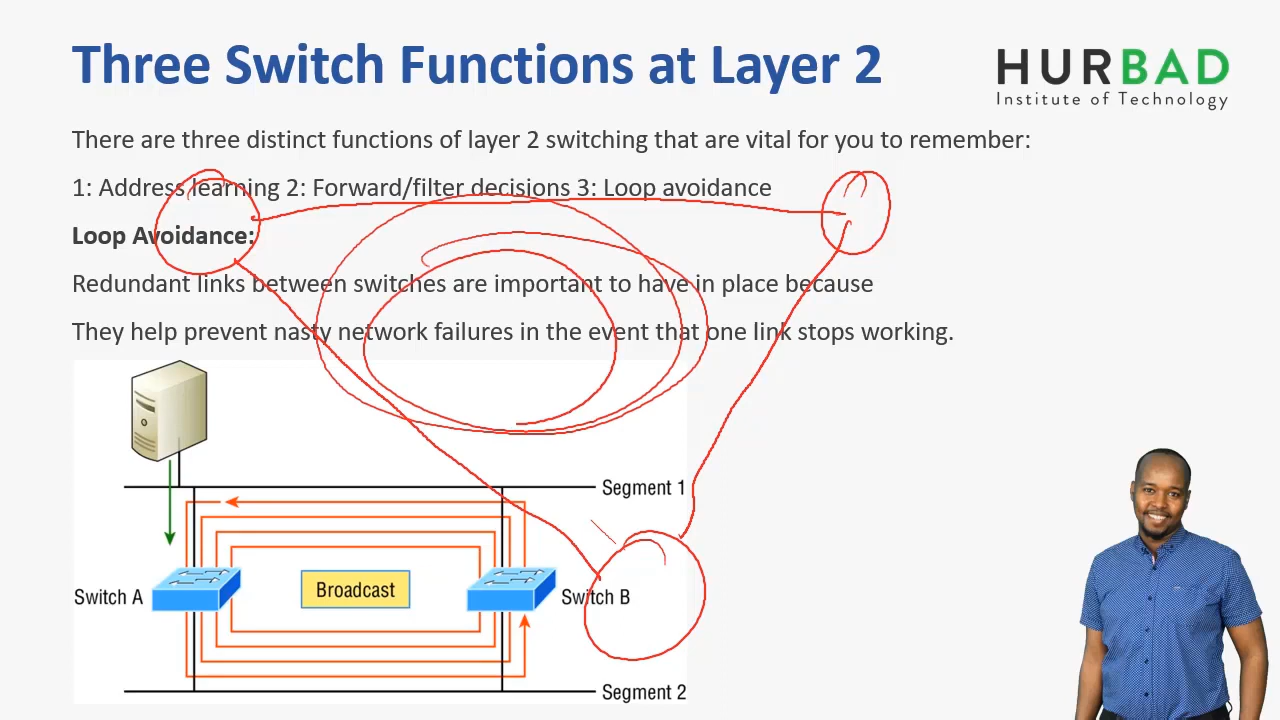 Three Switch Functions at Layer 2
HURBAD
Institute of Technology
There are three distinct functions of layer 2 switching that are vital for you to remember:
1: Address learning 2: Forward/filter decisions 3: Loop avoidance
Loop Avoidance:
Redundant links between switches are important to have in place because
They help prevent nasty network failures in the event that one link stops working.
Segment 1
Switch A
Broadcast
Switch B
Segment 2